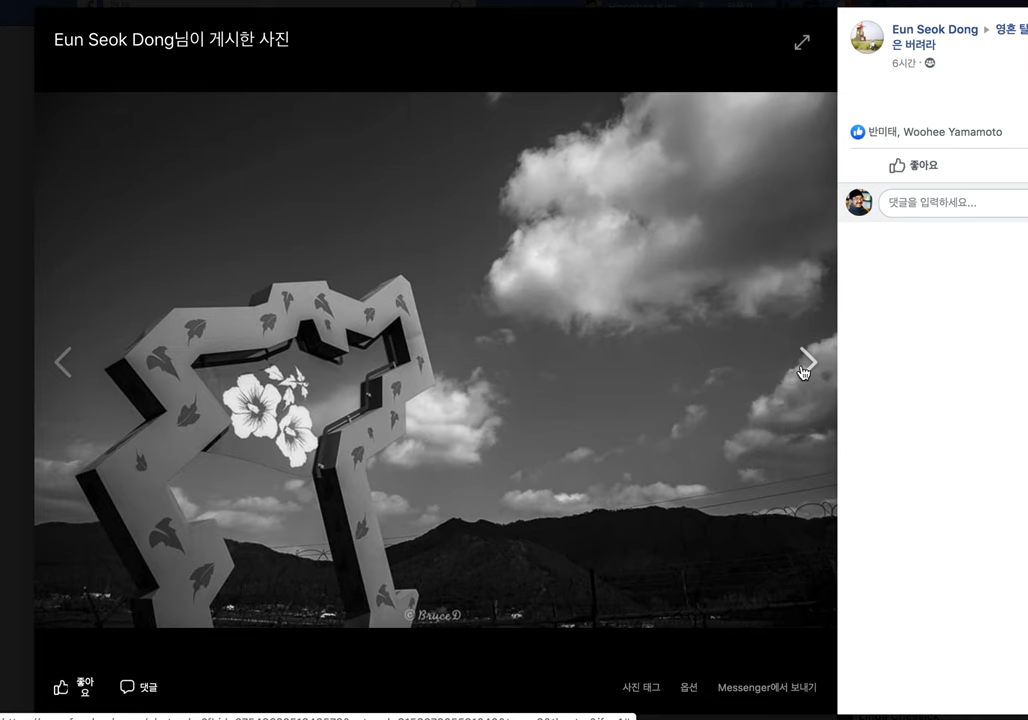 Eun Seok Dong님이 게시한 사진
© BruceD
좋아
요
댓글
사진 태그
옵션
Messenger에서 보내기
Eun Seok Dong ▸ 영혼 탈
은 버려라
6시간 ·
반미태, Woohee Yamamoto
좋아요
댓글을 입력하세요...